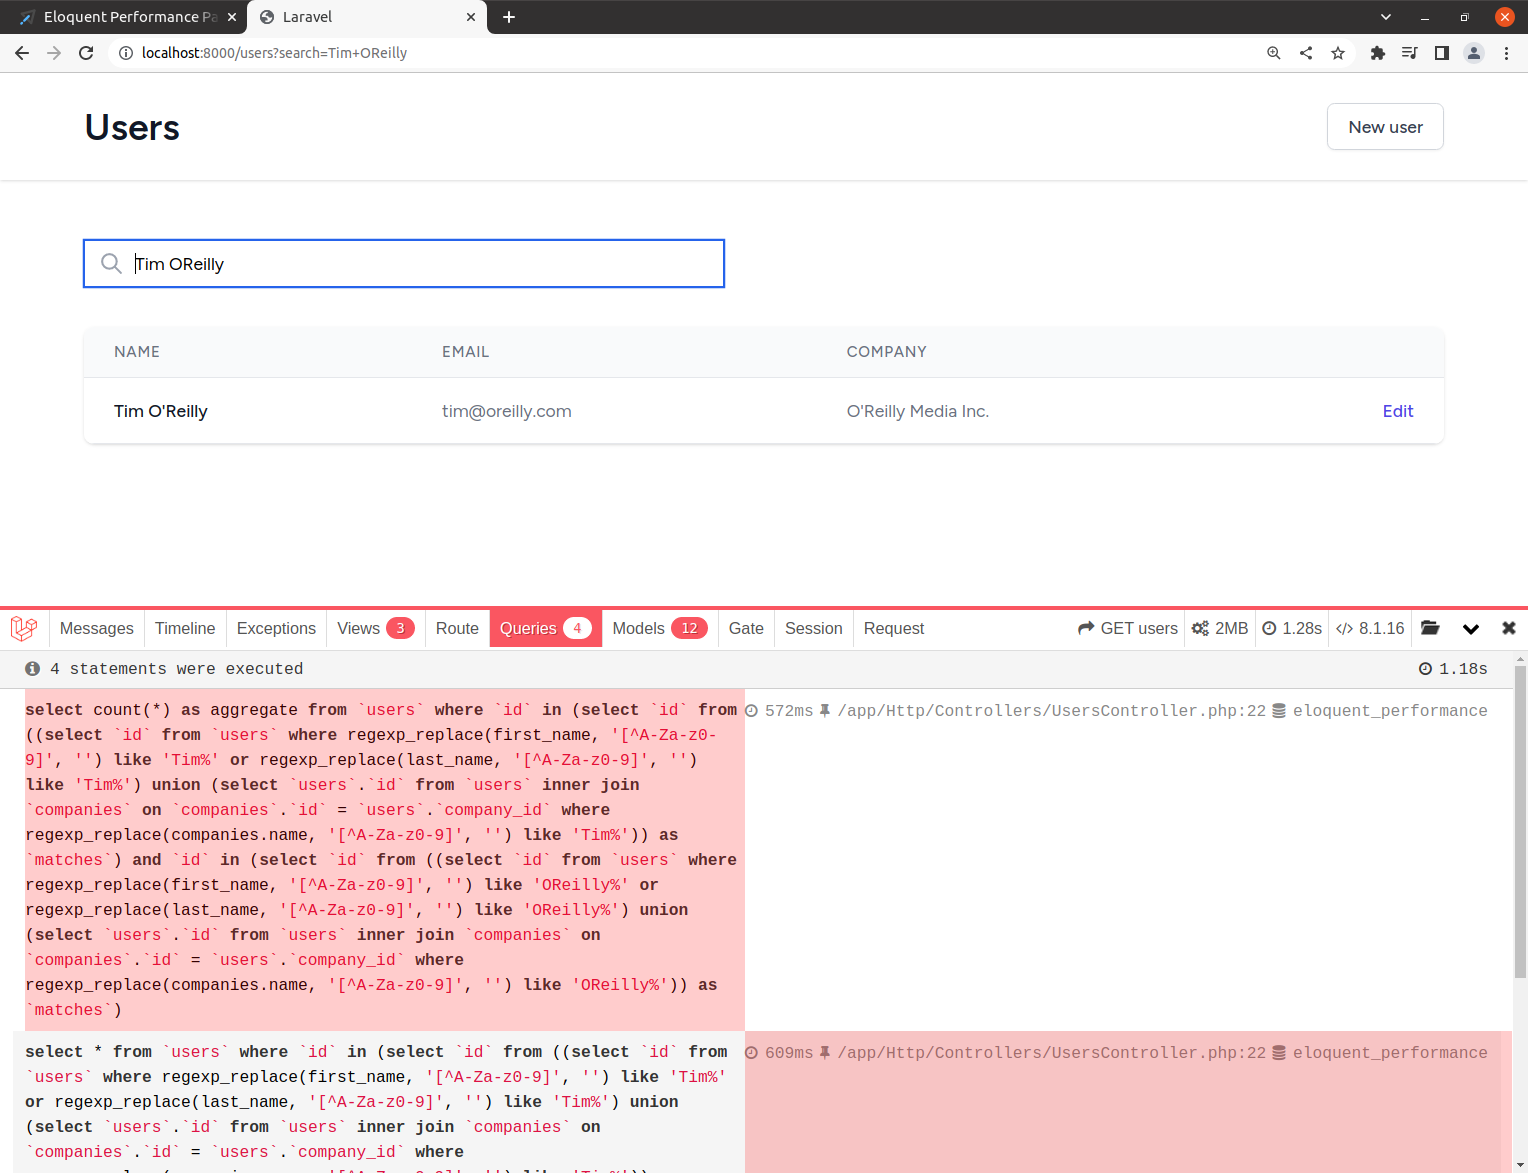 Eloquent Performance Pa
Laravel
localhost:8000/users?search=Tim+OReilly
Users
New user
Tim OReilly
NAME EMAIL COMPANY
Tim O'Reilly tim@oreilly.com O'Reilly Media Inc. Edit
Messages Timeline Exceptions Views 3 Route Queries 4 Models 12 Gate Session Request GET users 2MB 1.28s 8.1.16
4 statements were executed 1.18s
select count(*) as aggregate from `users` where `id` in (select `id` from 572ms /app/Http/Controllers/UsersController.php:22 eloquent_performance
((select `id` from `users` where regexp_replace(first_name, '[^A-Za-z0-
9]', '') like 'Tim%' or regexp_replace(last_name, '[^A-Za-z0-9]', '')
like 'Tim%') union (select `users`.`id` from `users` inner join
`companies` on `companies`.`id` = `users`.`company_id` where
regexp_replace(companies.name, '[^A-Za-z0-9]', '') like 'Tim%')) as
`matches`) and `id` in (select `id` from ((select `id` from `users` where
regexp_replace(first_name, '[^A-Za-z0-9]', '') like 'OReilly%' or
regexp_replace(last_name, '[^A-Za-z0-9]', '') like 'OReilly%') union
(select `users`.`id` from `users` inner join `companies` on
`companies`.`id` = `users`.`company_id` where
regexp_replace(companies.name, '[^A-Za-z0-9]', '') like 'OReilly%')) as
`matches`)
select * from `users` where `id` in (select `id` from ((select `id` from 609ms /app/Http/Controllers/UsersController.php:22 eloquent_performance
`users` where regexp_replace(first_name, '[^A-Za-z0-9]', '') like 'Tim%'
or regexp_replace(last_name, '[^A-Za-z0-9]', '') like 'Tim%') union
(select `users`.`id` from `users` inner join `companies` on
`companies`.`id` = `users`.`company_id` where